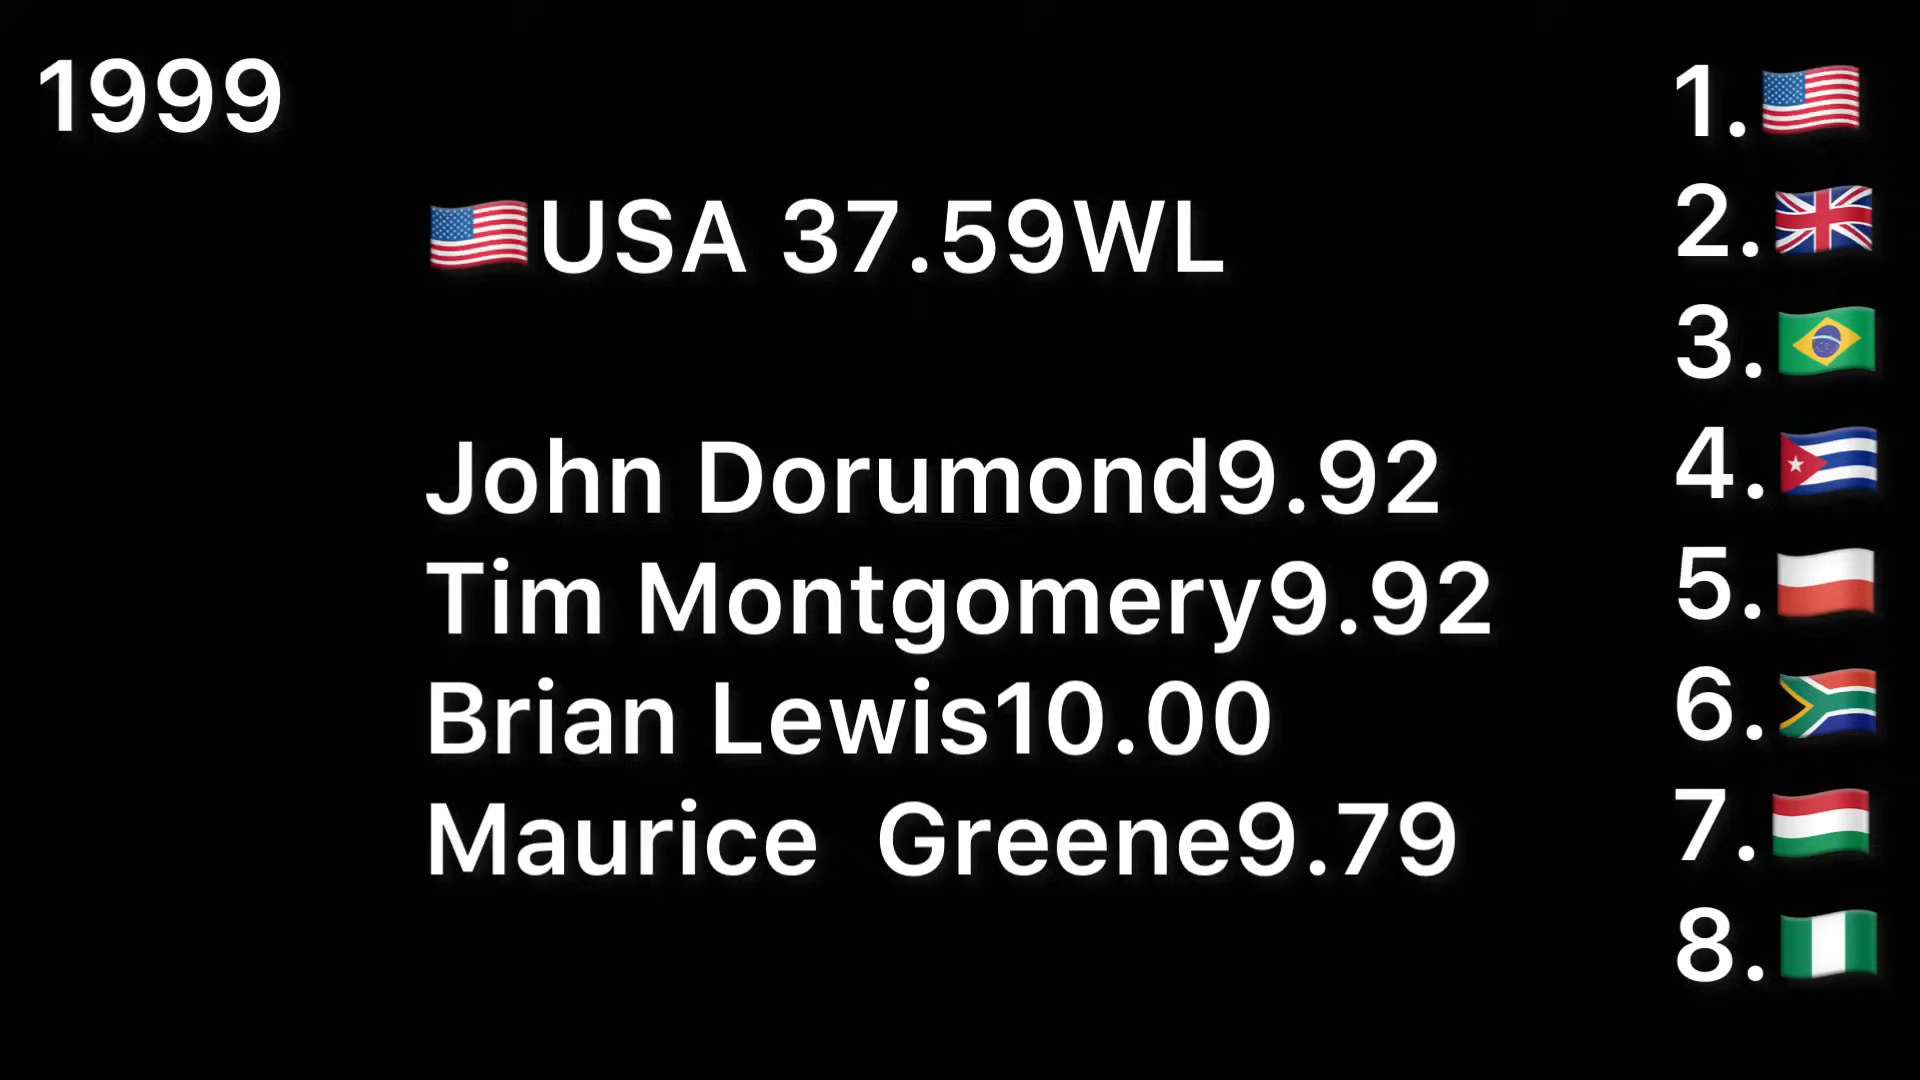 1999
🇺🇸USA 37.59WL
John Dorumond9.92
Tim Montgomery9.92
Brian Lewis10.00
Maurice  Greene9.79
1.🇺🇸
2.🇬🇧
3.🇧🇷
4.🇨🇺
5.🇵🇱
6.🇿🇦
7.🇭🇺
8.🇳🇬